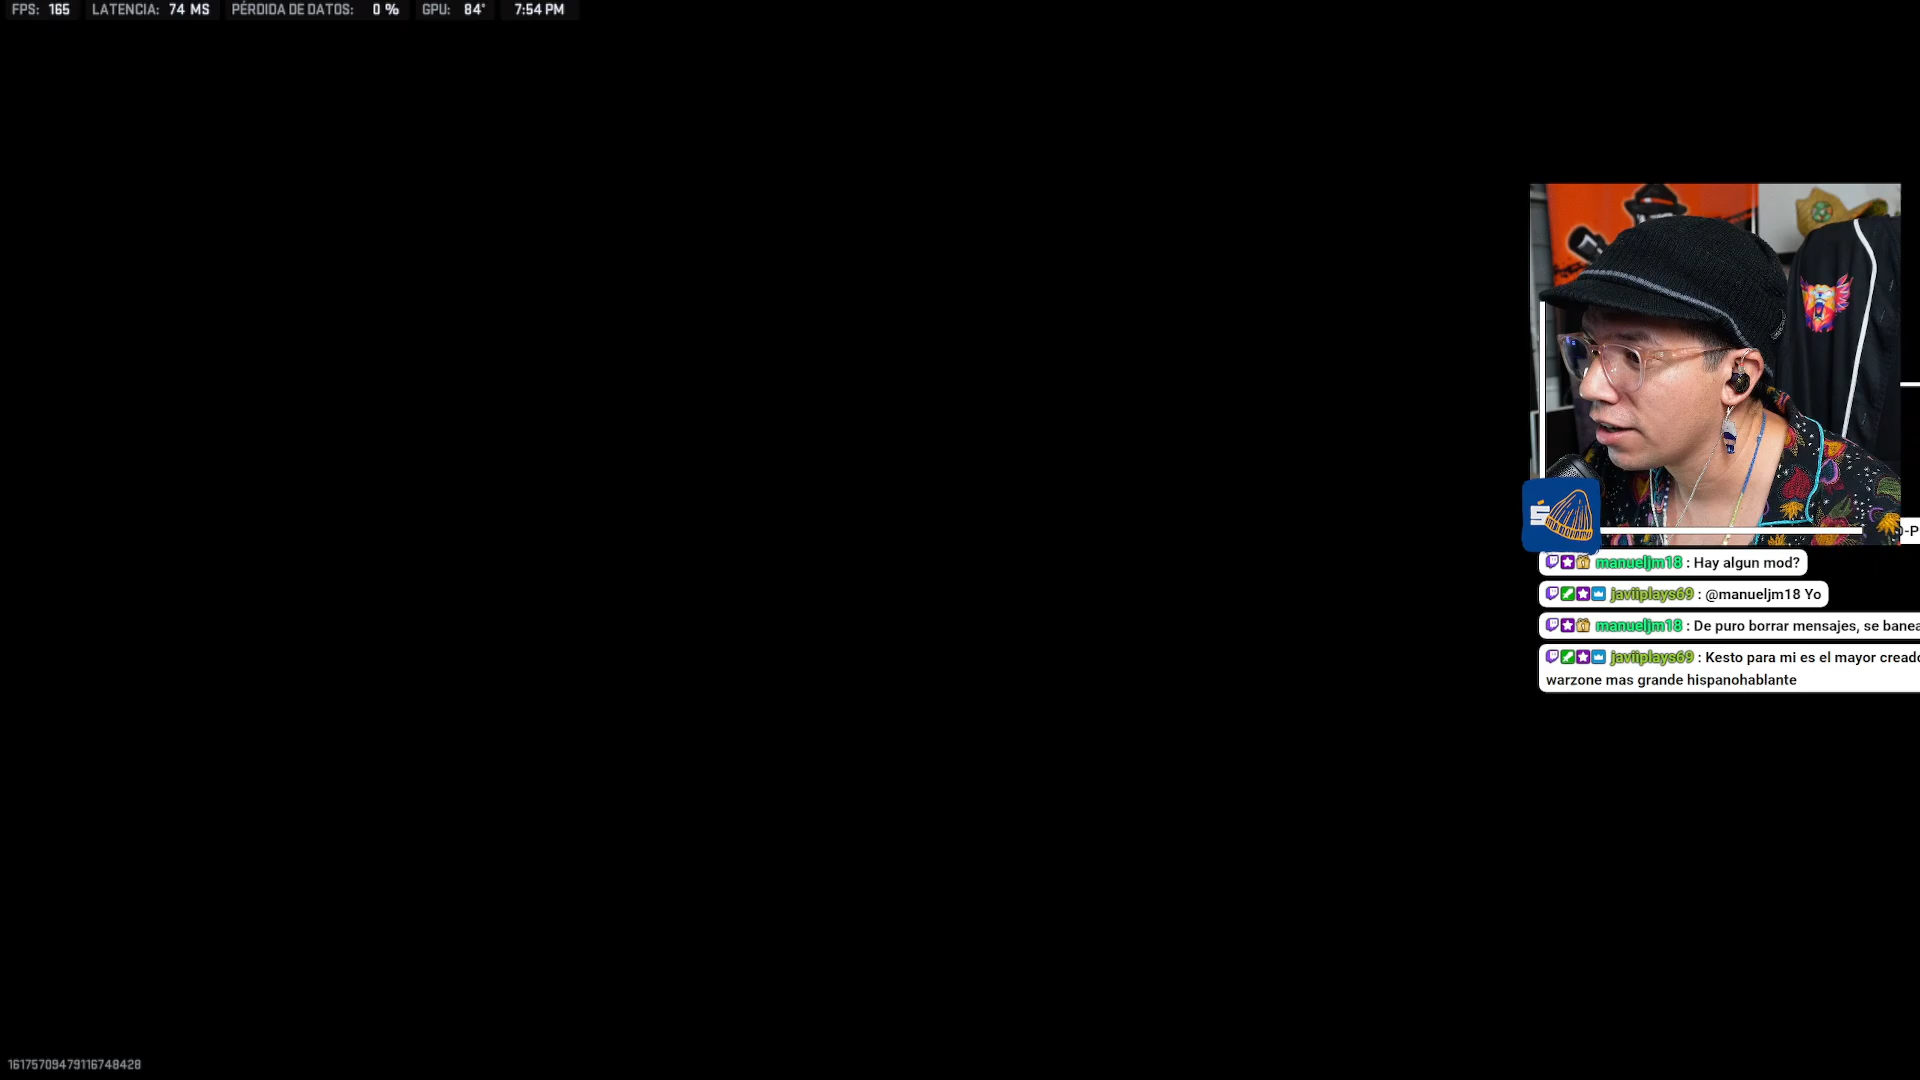 FPS: 165 LATENCIA: 74 MS PÉRDIDA DE DATOS: 0 % GPU: 84° 7:54 PM
manueljm18 : Hay algun mod?
javiiplays69 : @manueljm18 Yo
manueljm18 : De puro borrar mensajes, se
javiiplays69 : Kesto para mi es el mayor
warzone mas grande hispanohablante
16175709479116748428